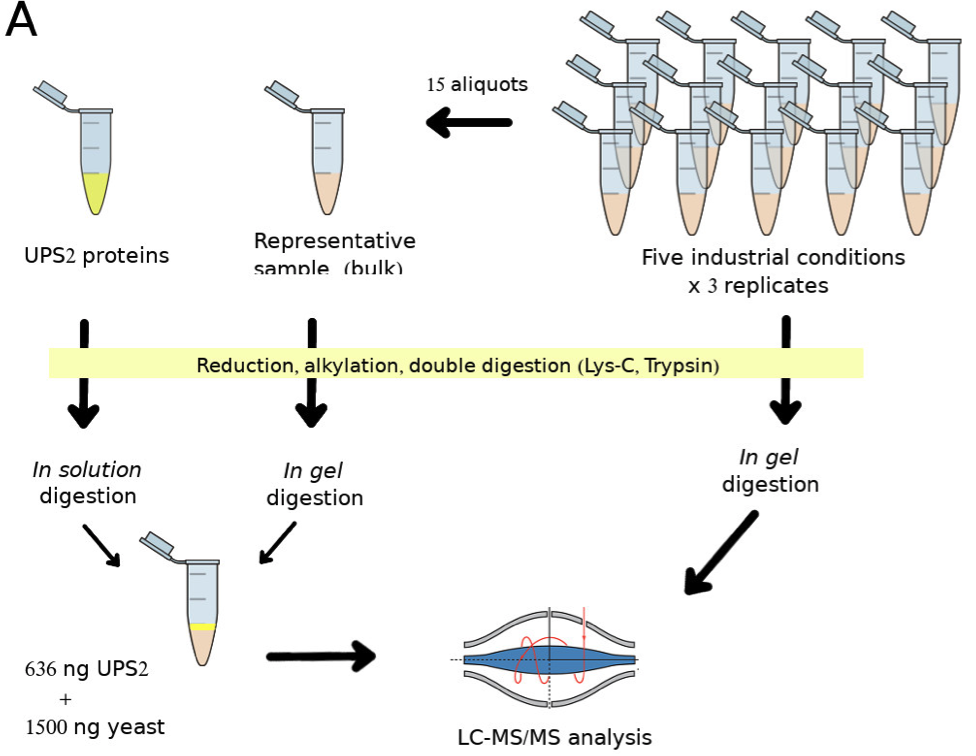 A
15 aliquots
UPS2 proteins
Representative
sample (bulk)
Five industrial conditions
x 3 replicates
Reduction, alkylation, double digestion (Lys-C, Trypsin)
In solution
digestion
In gel
digestion
In gel
digestion
636 ng UPS2
+
1500 ng yeast
LC-MS/MS analysis